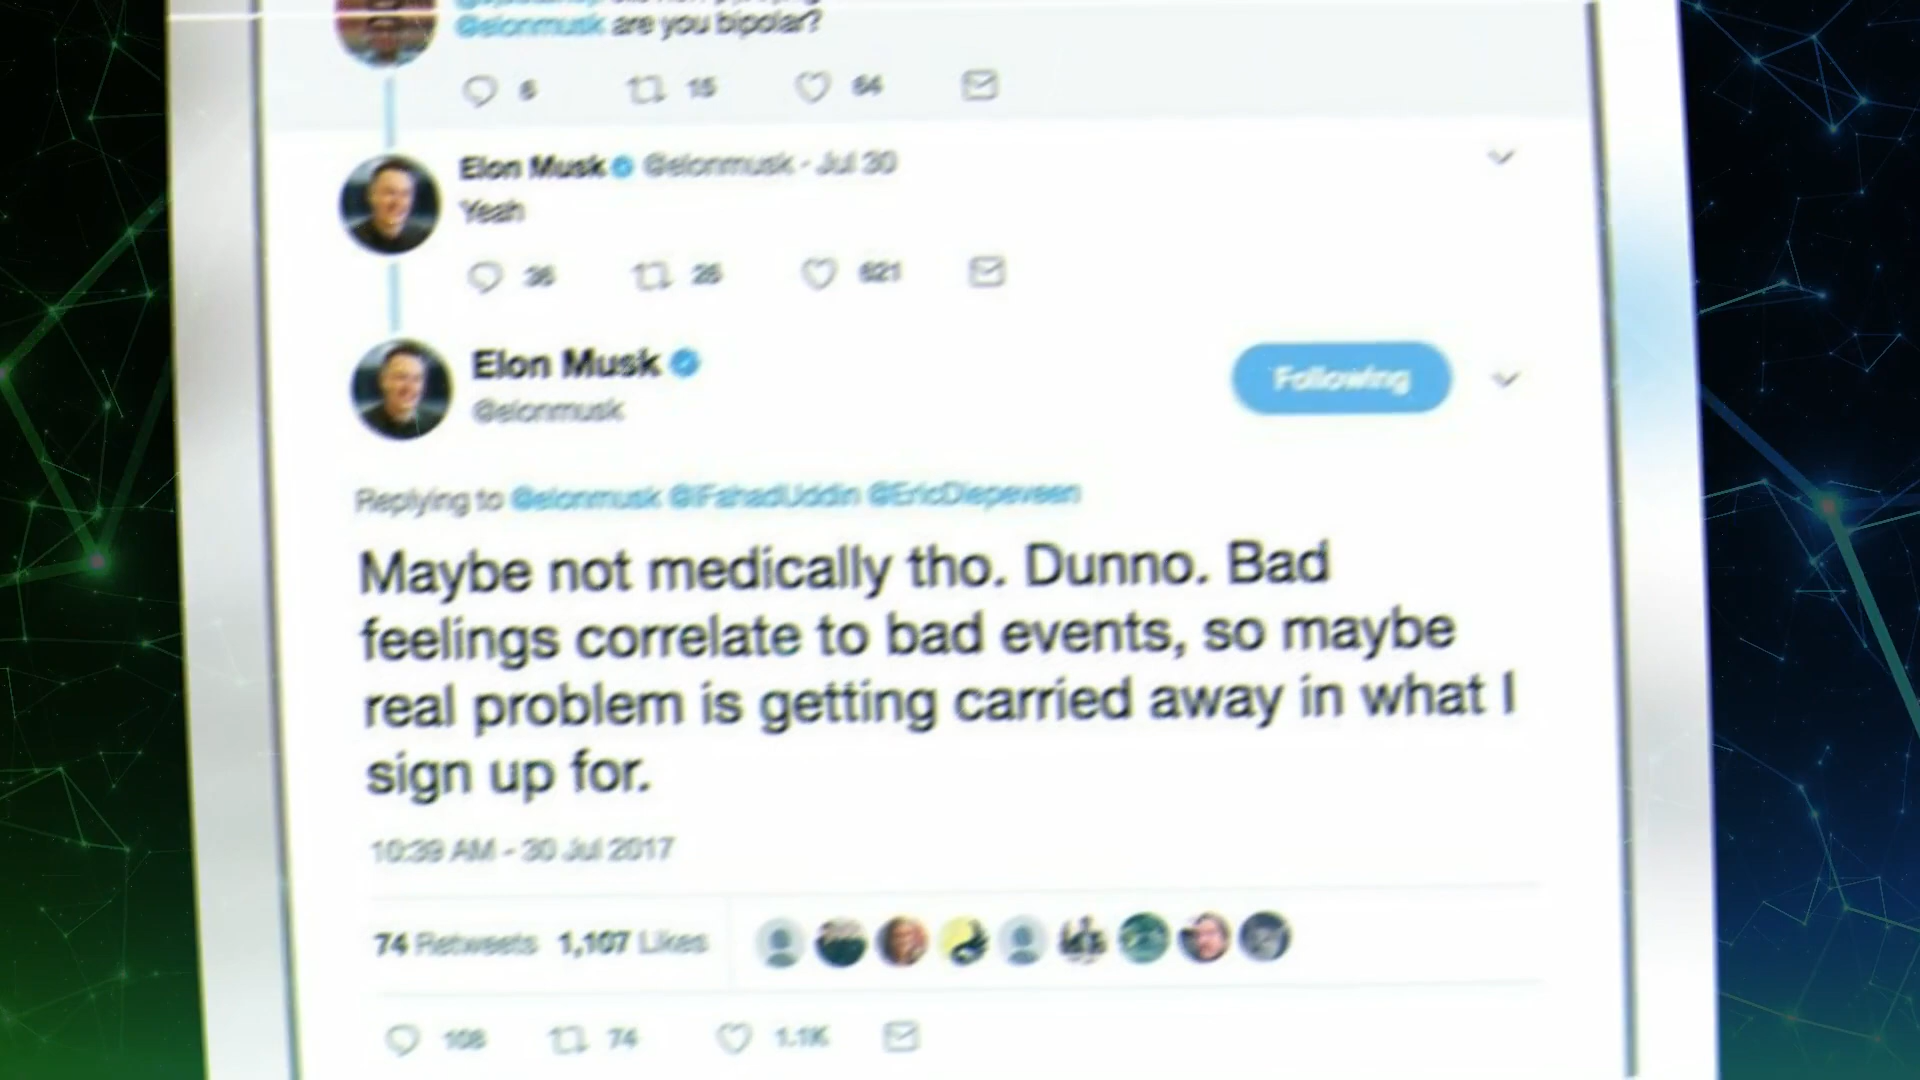 @elonmusk are you bipolar?
6 15 64
Elon Musk @elonmusk - Jul 30
Yeah
36 26 621
Elon Musk
@elonmusk
Following
Replying to @elonmusk @iFahadUddin @EricDiepeveen
Maybe not medically tho. Dunno. Bad
feelings correlate to bad events, so maybe
real problem is getting carried away in what I
sign up for.
10:39 AM - 30 Jul 2017
74 Retweets 1,107 Likes
108 74 1.1K